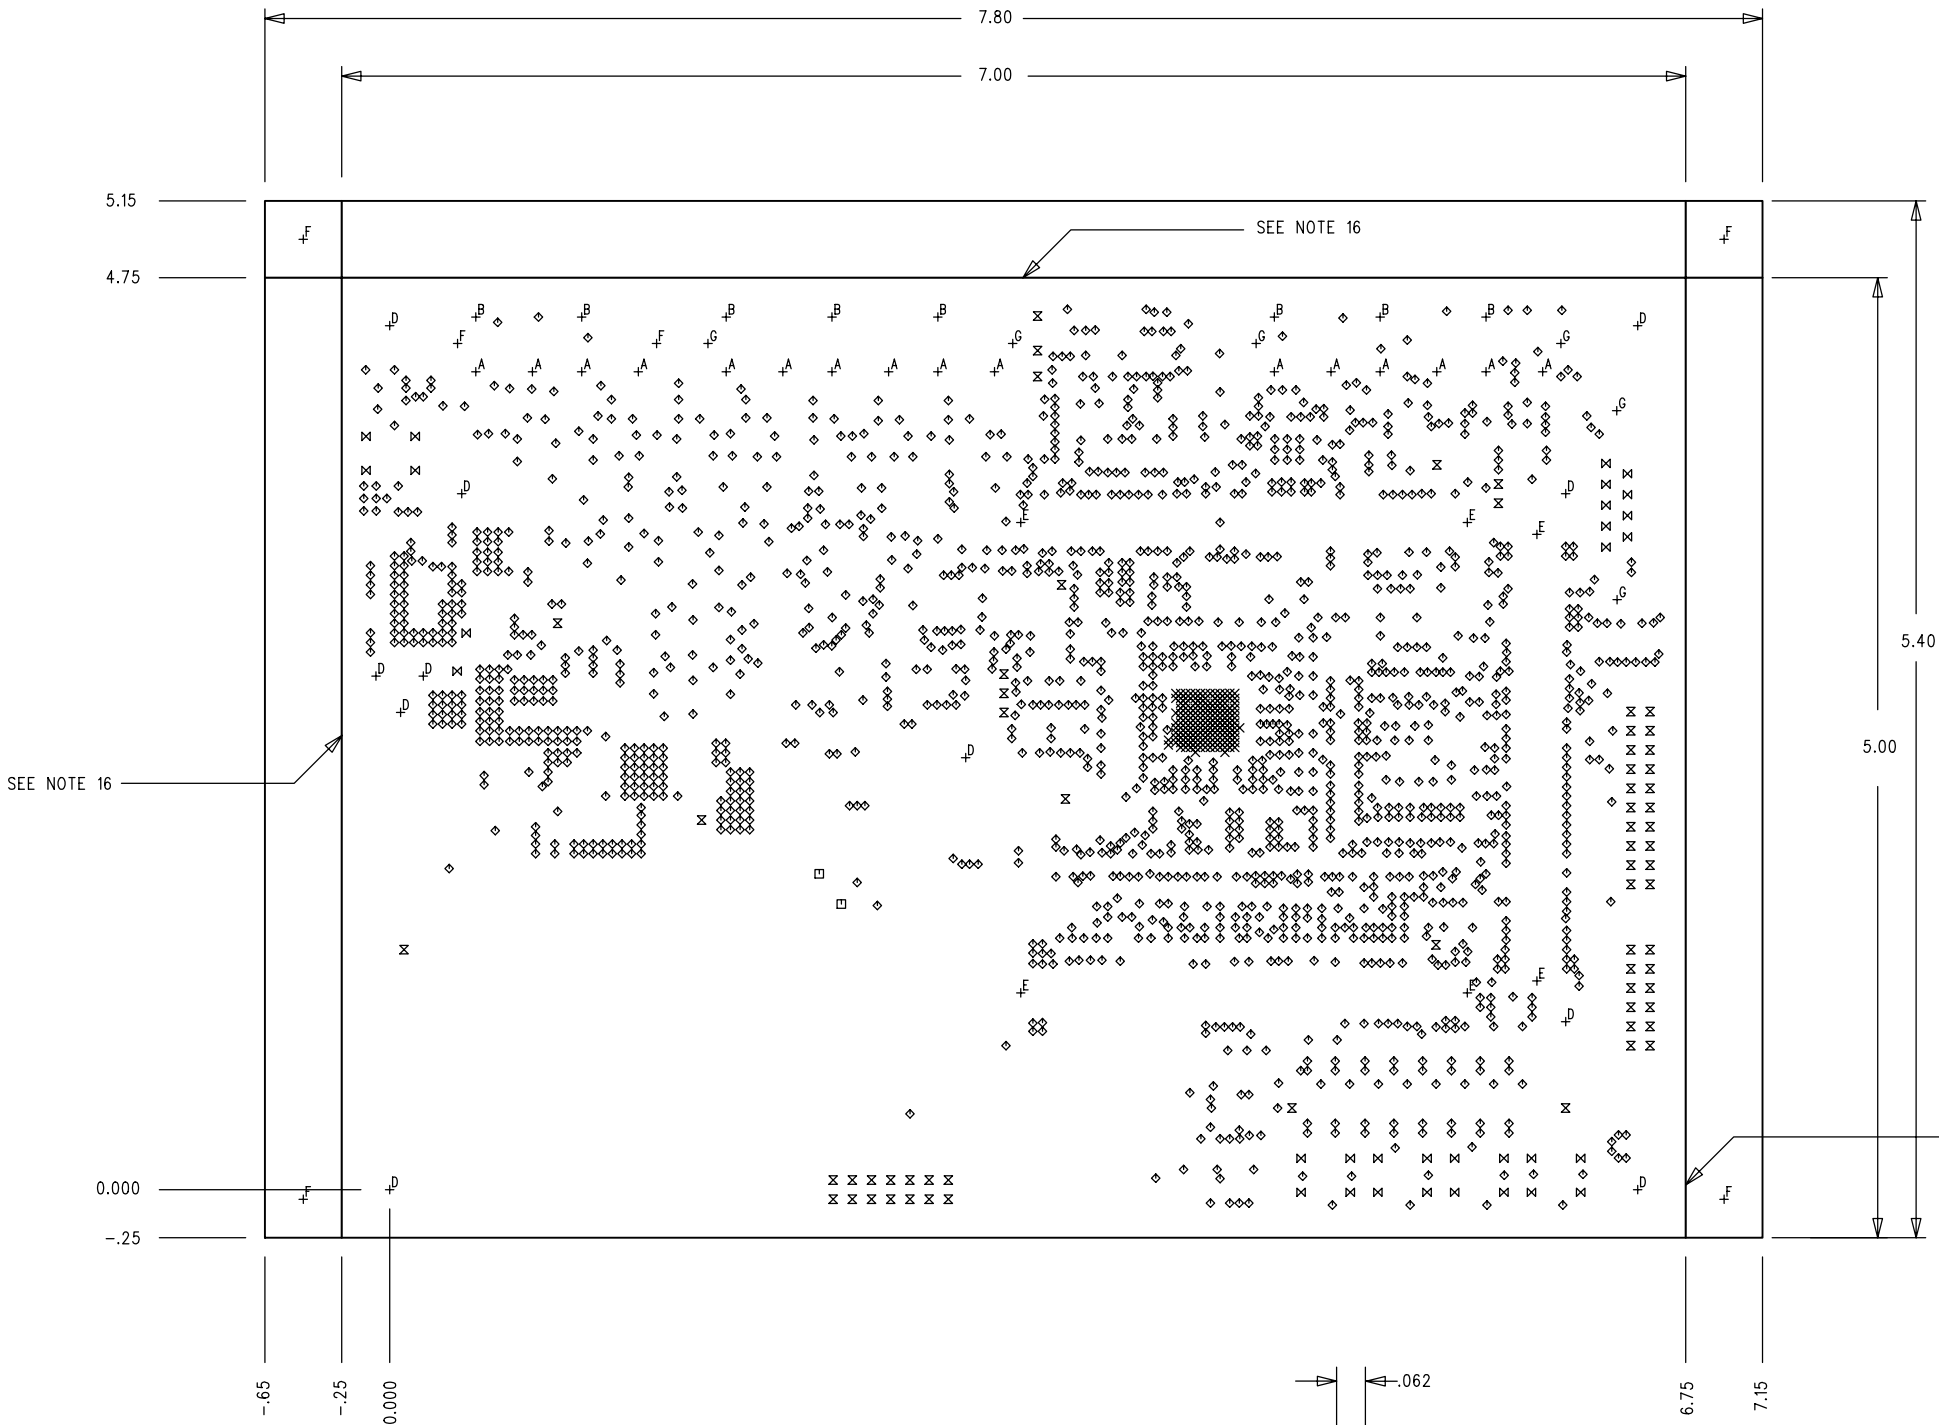 7.80
7.00
5.15
F
F
SEE NOTE 16
4.75
B B B B B B B B
D D
F F G G G G
A A A A A A A A A A A A A A A A
G
D D
E E E
G
5.40
D D
D
5.00
D
SEE NOTE 16
E E E
D
0.000
F D D F
-.25
-.65
-.25
0.000
.062
6.75
7.15